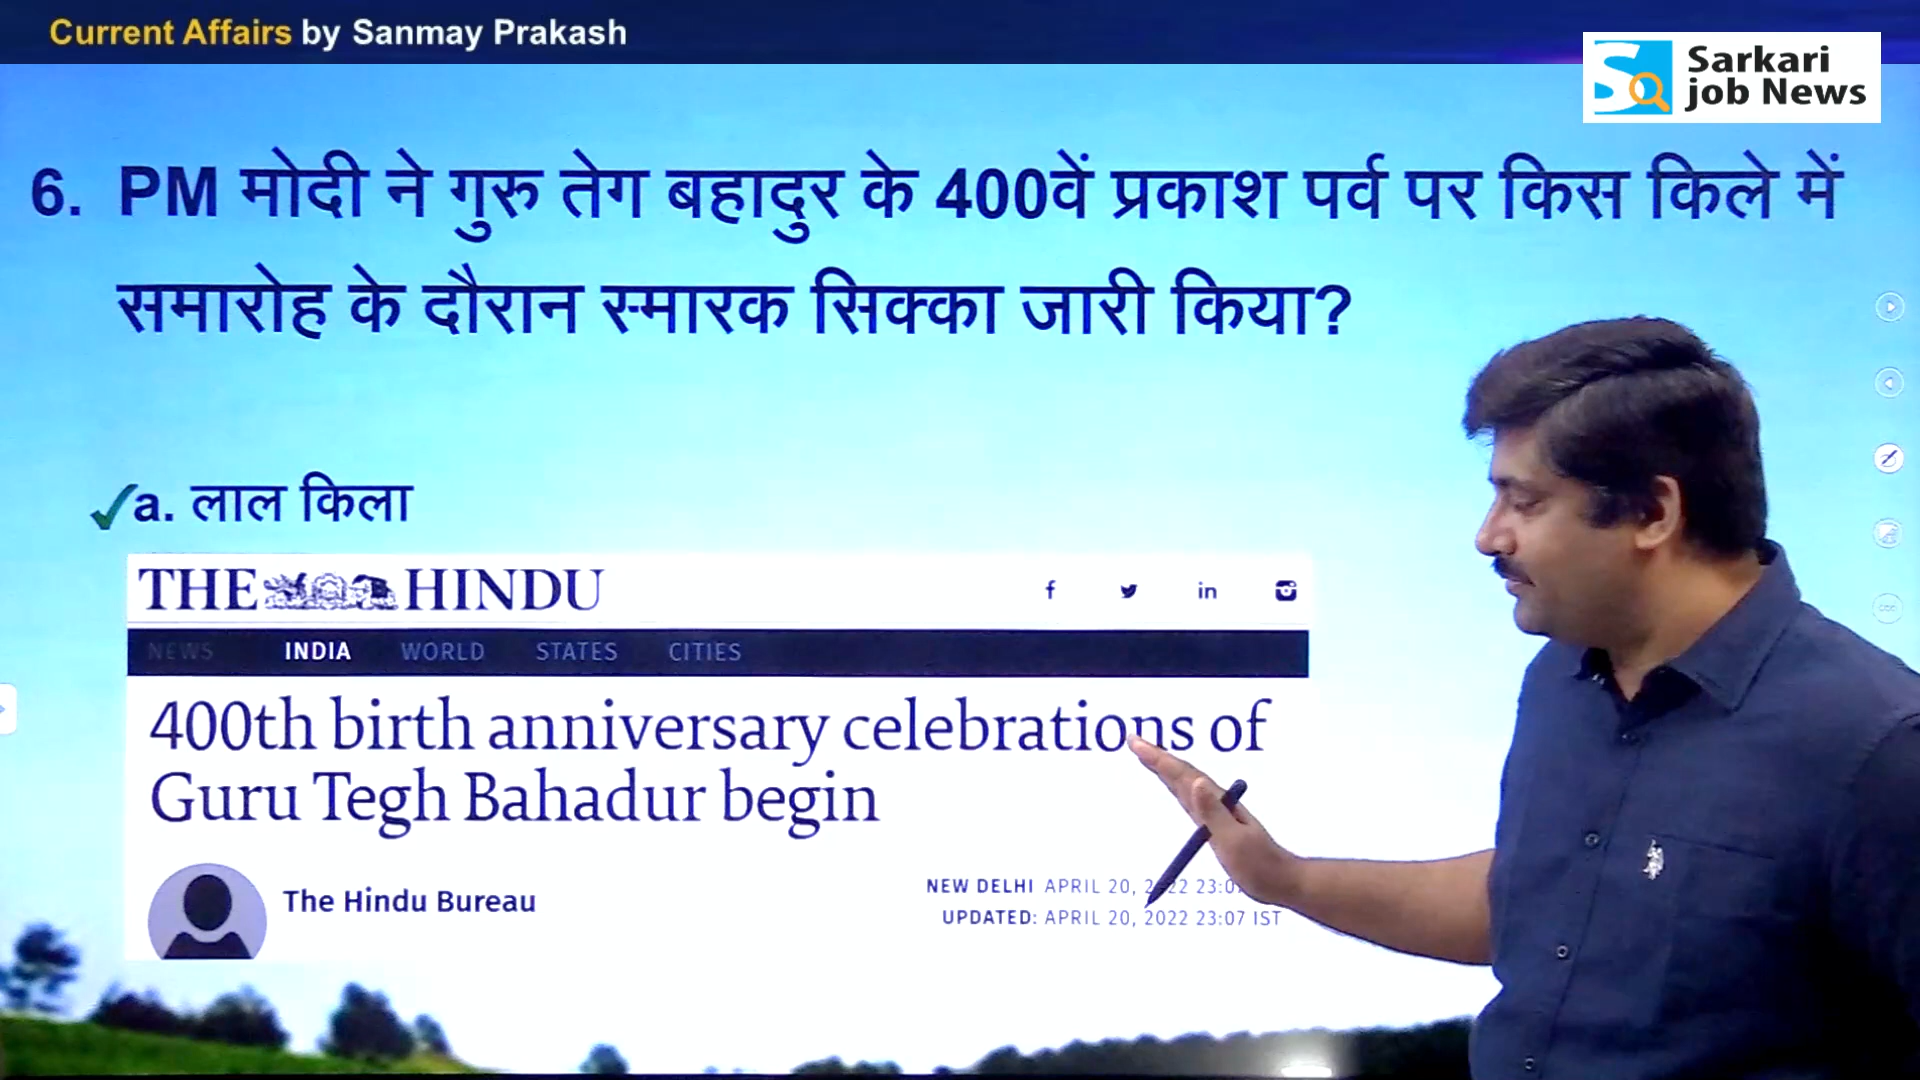 Current Affairs by Sanmay Prakash
Sarkari
job News
6. PM मोदी ने गुरु तेग बहादुर के 400वें प्रकाश पर्व पर किस किले में
समारोह के दौरान स्मारक सिक्का जारी किया?
a. लाल किला
THE HINDU
f in
NEWS INDIA WORLD STATES CITIES
400th birth anniversary celebrations of
Guru Tegh Bahadur begin
The Hindu Bureau
NEW DELHI APRIL 20,
UPDATED: APRIL 20, 2022 23:07 IST